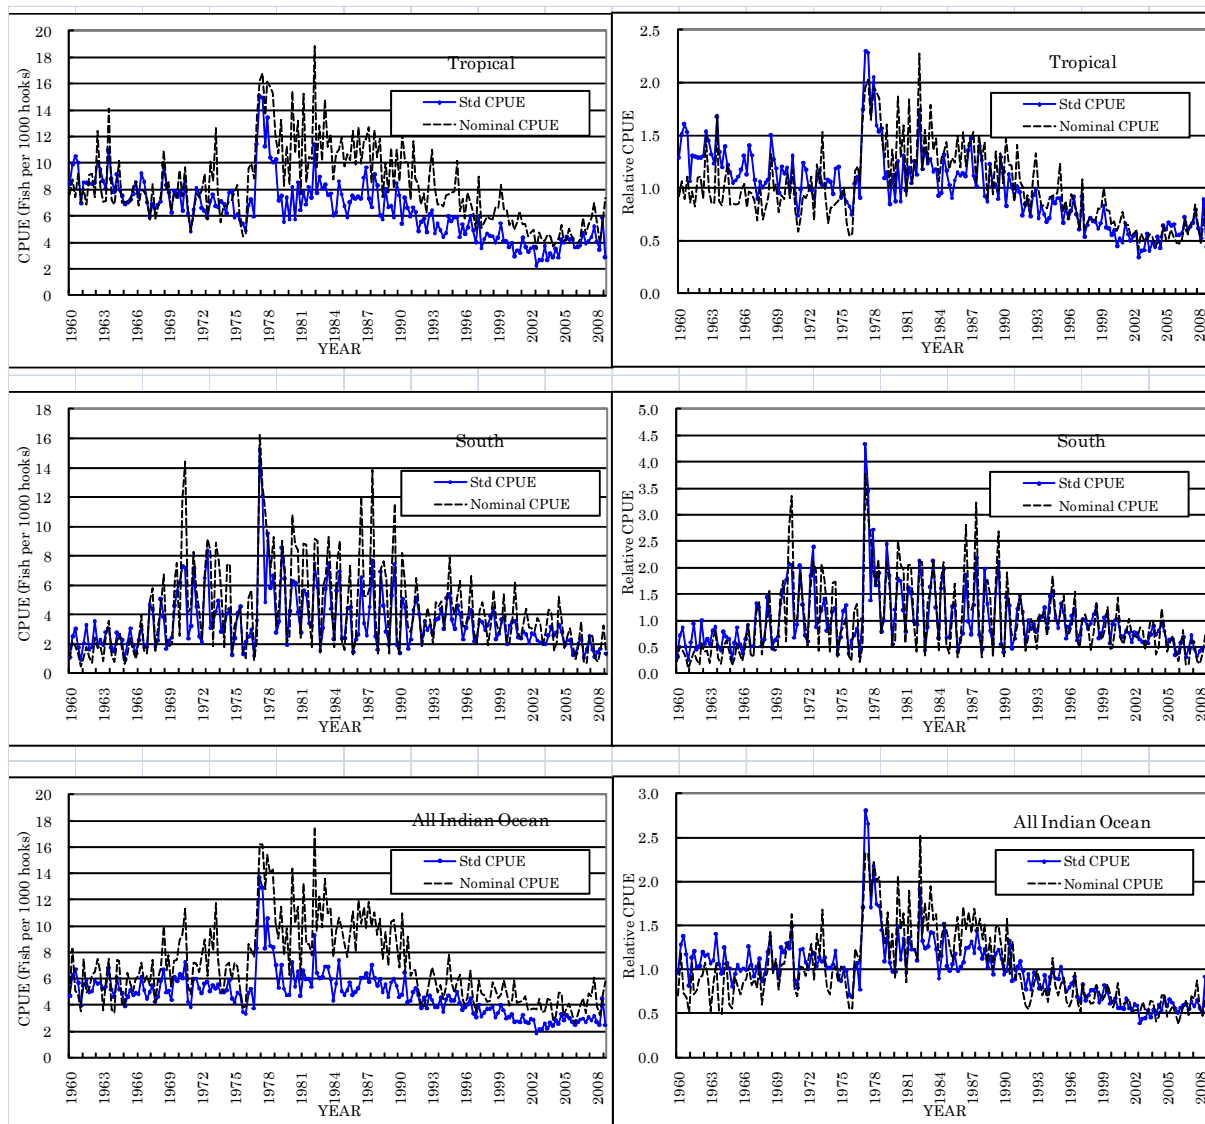 Tropical
Std CPUE
Nominal CPUE
CPUE (Fish per 1000 hooks)
20
18
16
14
12
10
8
6
4
2
0
1960 1963 1966 1969 1972 1975 1978 1981 1984 1987 1990 1993 1996 1999 2002 2005 2008
YEAR
Tropical
Std CPUE
Nominal CPUE
Relative CPUE
2.5
2.0
1.5
1.0
0.5
0.0
1960 1963 1966 1969 1972 1975 1978 1981 1984 1987 1990 1993 1996 1999 2002 2005 2008
YEAR
South
Std CPUE
Nominal CPUE
CPUE (Fish per 1000 hooks)
18
16
14
12
10
8
6
4
2
0
1960 1963 1966 1969 1972 1975 1978 1981 1984 1987 1990 1993 1996 1999 2002 2005 2008
YEAR
South
Std CPUE
Nominal CPUE
Relative CPUE
5.0
4.5
4.0
3.5
3.0
2.5
2.0
1.5
1.0
0.5
0.0
1960 1963 1966 1969 1972 1975 1978 1981 1984 1987 1990 1993 1996 1999 2002 2005 2008
YEAR
All Indian Ocean
Std CPUE
Nominal CPUE
CPUE (Fish per 1000 hooks)
20
18
16
14
12
10
8
6
4
2
0
1960 1963 1966 1969 1972 1975 1978 1981 1984 1987 1990 1993 1996 1999 2002 2005 2008
YEAR
All Indian Ocean
Std CPUE
Nominal CPUE
Relative CPUE
3.0
2.5
2.0
1.5
1.0
0.5
0.0
1960 1963 1966 1969 1972 1975 1978 1981 1984 1987 1990 1993 1996 1999 2002 2005 2008
YEAR